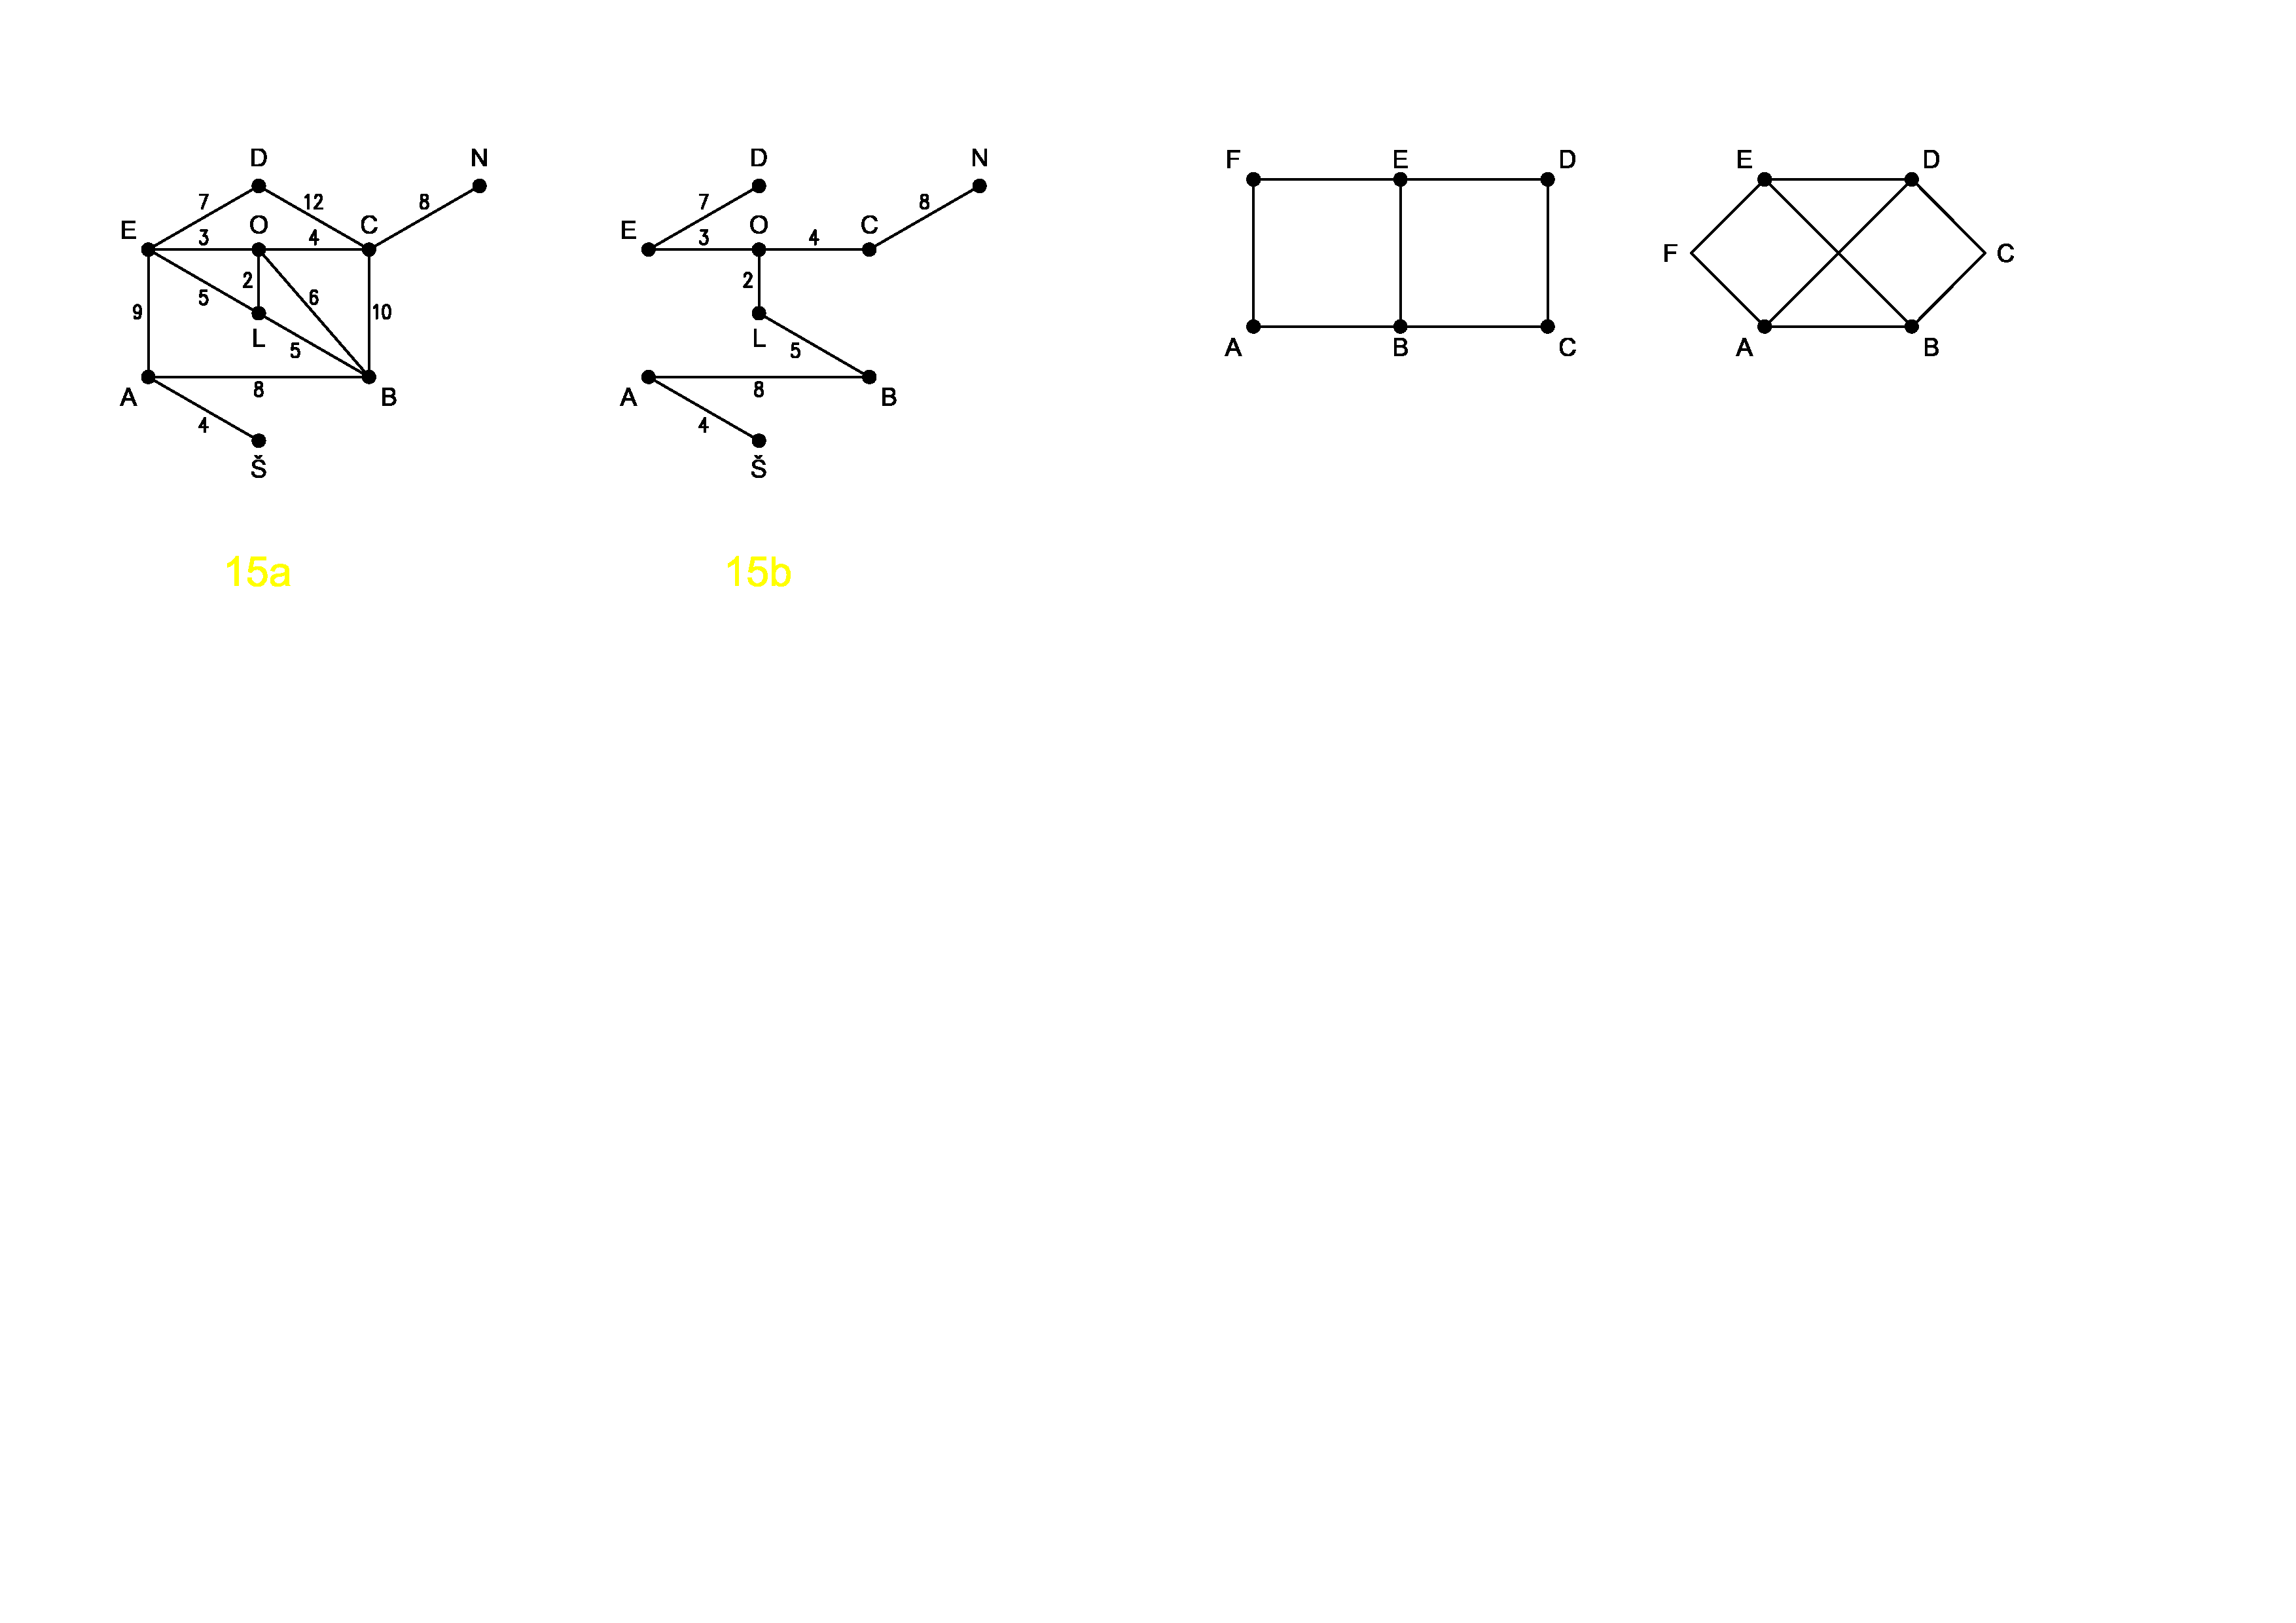 D N
7 12 8
E O C
3 4
2
5 6
9 10
L
5
A 8 B
4
Š
15a
D N
7 8
E O C
3 4
2
L
5
A 8 B
4
Š
15b
F E D
A B C
E D
F C
A B